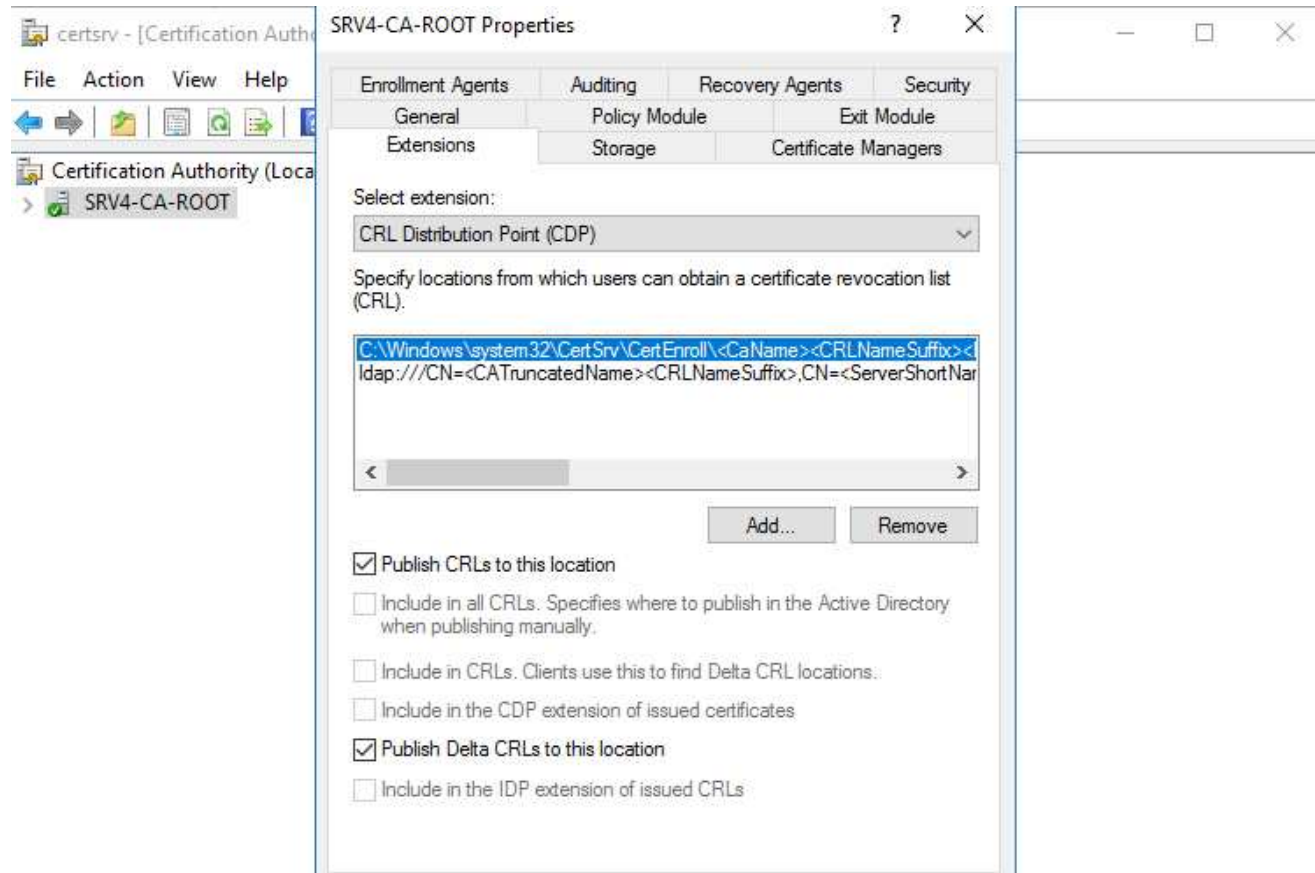 certsrv - [Certification Autho
SRV4-CA-ROOT Properties
File Action View Help
Enrollment Agents Auditing Recovery Agents Security
General Policy Module Exit Module
Extensions Storage Certificate Managers
Certification Authority (Loca
SRV4-CA-ROOT
Select extension:
CRL Distribution Point (CDP)
Specify locations from which users can obtain a certificate revocation list
(CRL).
C:\Windows\system32\CertSrv\CertEnroll\<CaName><CRLNameSuffix><
ldap:///CN=<CATruncatedName><CRLNameSuffix>,CN=<ServerShortNar
Add... Remove
Publish CRLs to this location
Include in all CRLs. Specifies where to publish in the Active Directory
when publishing manually.
Include in CRLs. Clients use this to find Delta CRL locations.
Include in the CDP extension of issued certificates
Publish Delta CRLs to this location
Include in the IDP extension of issued CRLs